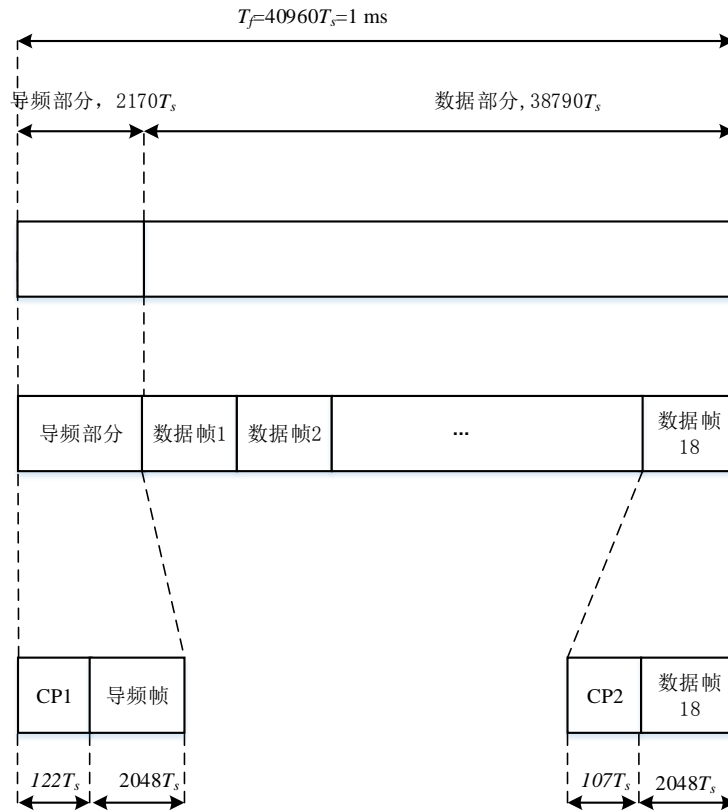 T_f=40960T_s=1 ms
导频部分，2170T_s
数据部分,38790T_s
导频部分
数据帧1
数据帧2
...
数据帧
18
CP1
导频帧
CP2
数据帧
18
122T_s
2048T_s
107T_s
2048T_s